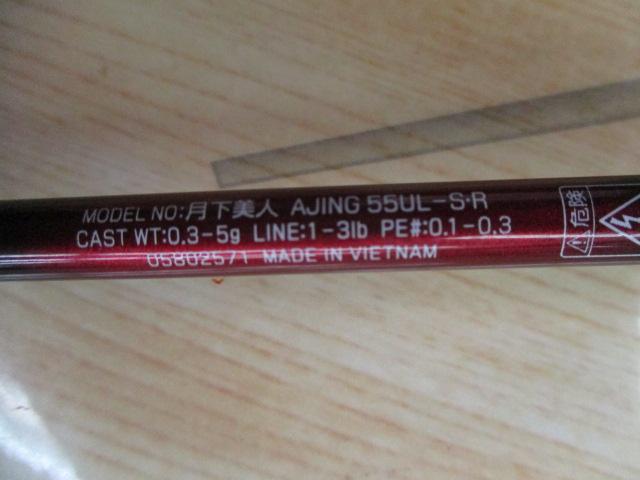 MODEL NO:月下美人 AJING 55UL-S·R
CAST WT:0.3-5g LINE:1-3lb PE#:0.1-0.3
05802571 MADE IN VIETNAM
危険